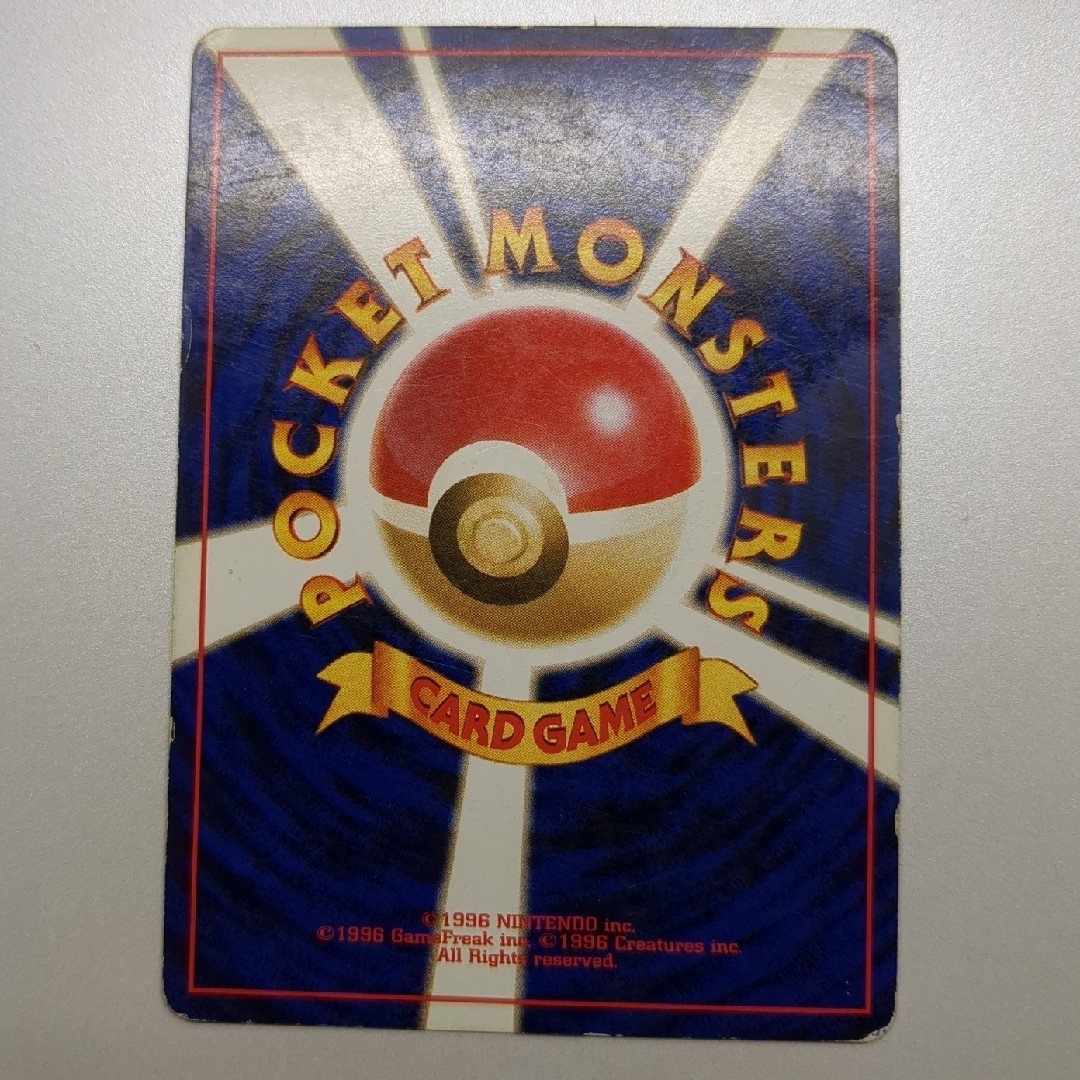 POCKET MONSTERS
CARD GAME
©1996 NINTENDO inc.
©1996 GameFreak inc. ©1996 Creatures inc.
All Rights reserved.